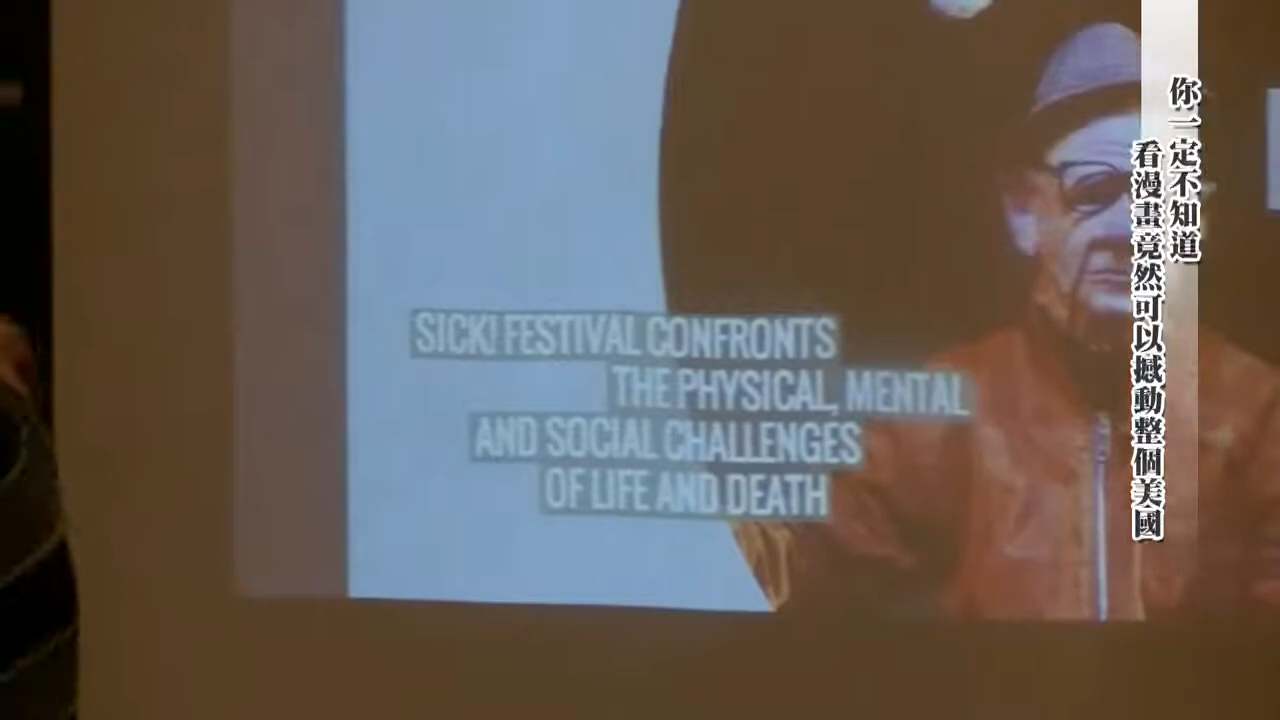 SICK! FESTIVAL CONFRONTS
THE PHYSICAL, MENTAL
AND SOCIAL CHALLENGES
OF LIFE AND DEATH
你一定不知道
看漫畫竟然可以撼動整個美國